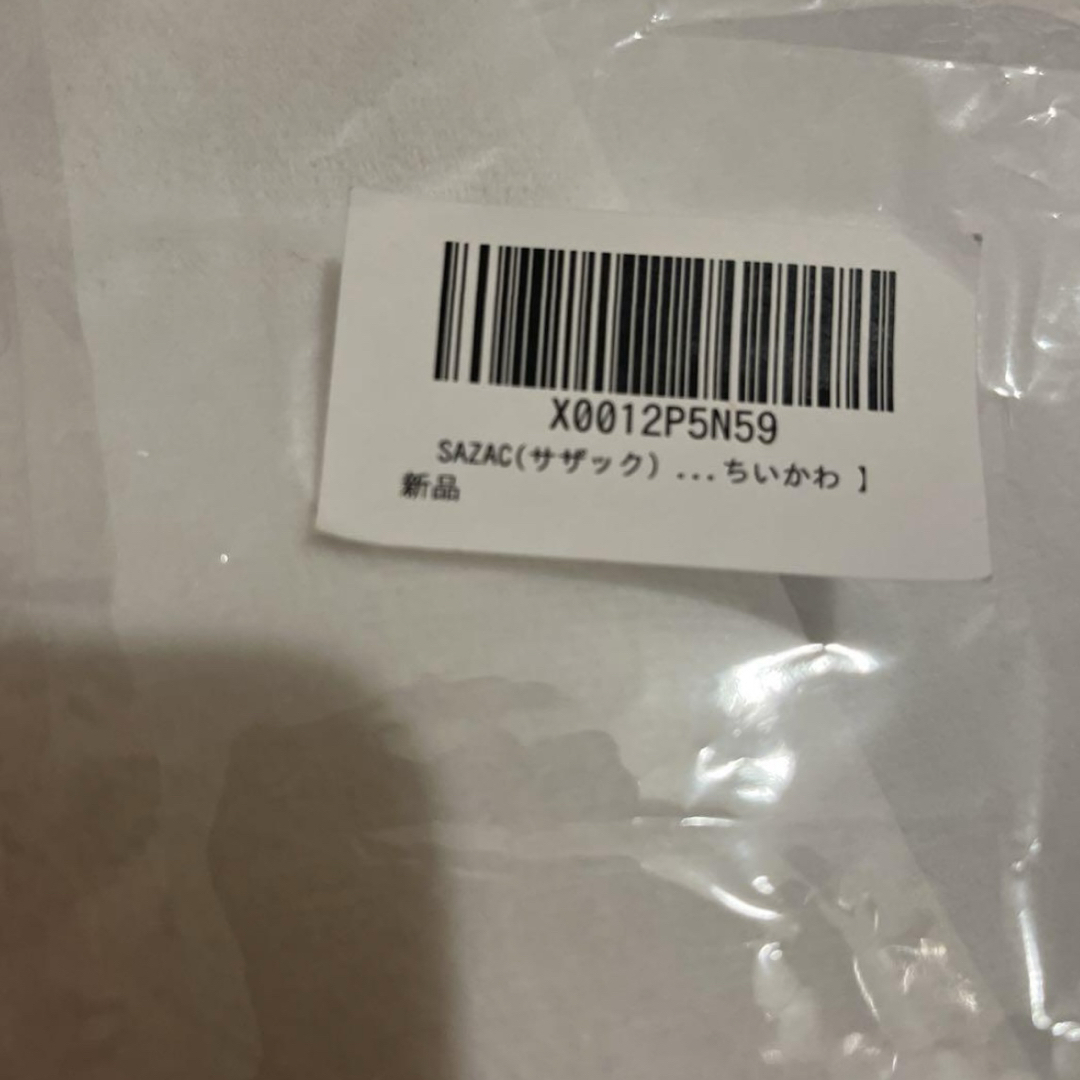 X0012P5N59
SAZAC(サザック) ...ちいかわ 】
新品